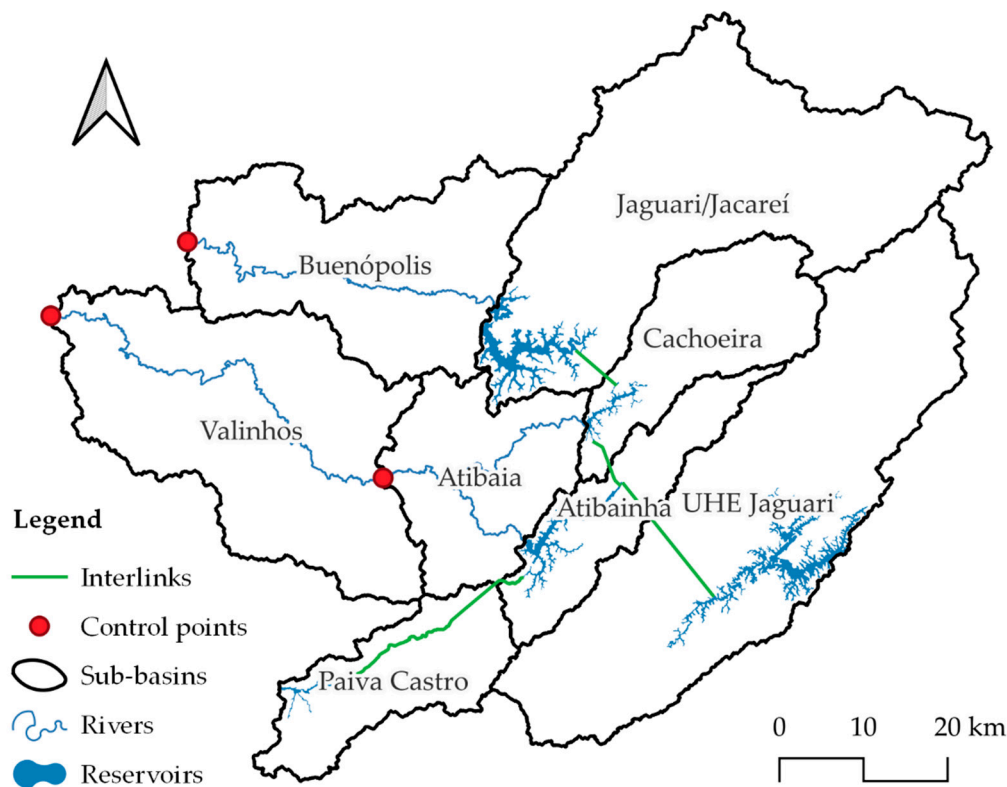 Jaguari/Jacareí
Buenópolis
Cachoeira
Valinhos
Atibaia
Atibainha
UHE Jaguari
Paiva Castro
Legend
Interlinks
Control points
Sub-basins
Rivers
Reservoirs
0 10 20 km